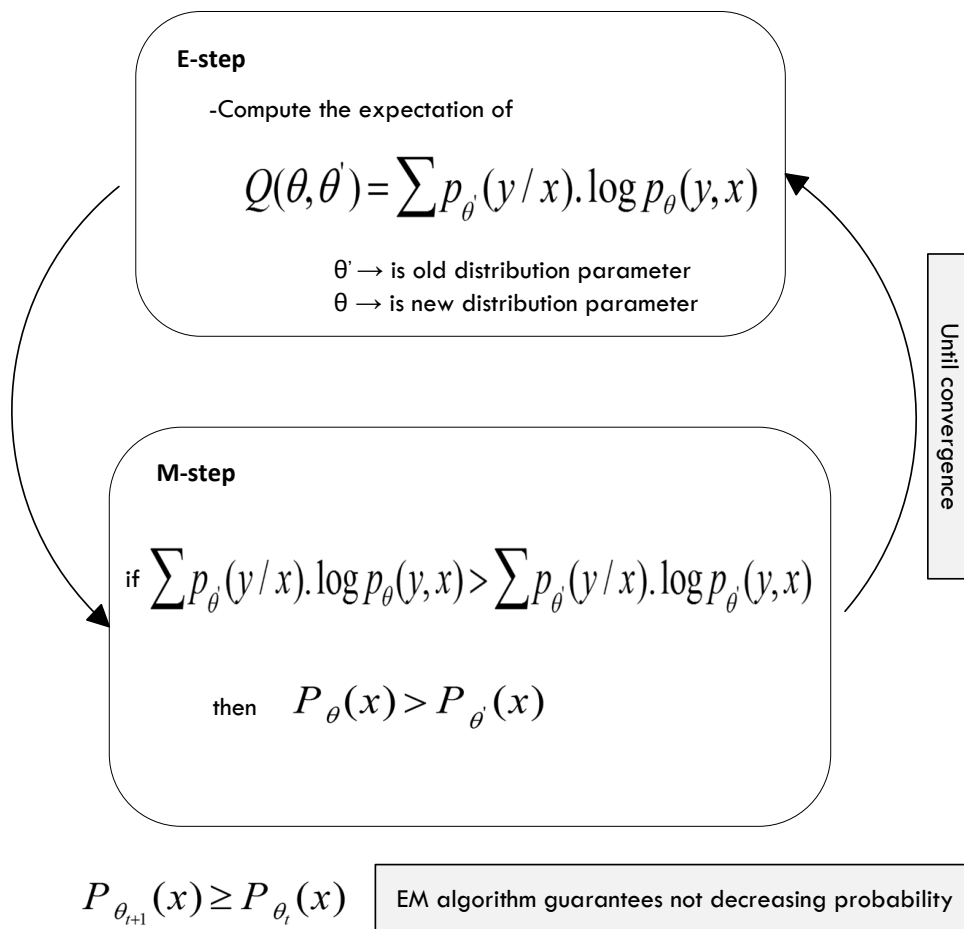 E-step
-Compute the expectation of
Q(θ,θ') = ∑ p_θ'(y / x). log p_θ(y, x)
θ' → is old distribution parameter
θ → is new distribution parameter
Until convergence
M-step
if ∑ p_θ'(y / x). log p_θ(y, x) > ∑ p_θ'(y / x). log p_θ'(y, x)
then P_θ(x) > P_θ'(x)
P_θ_{t+1}(x) ≥ P_θ_t(x) EM algorithm guarantees not decreasing probability